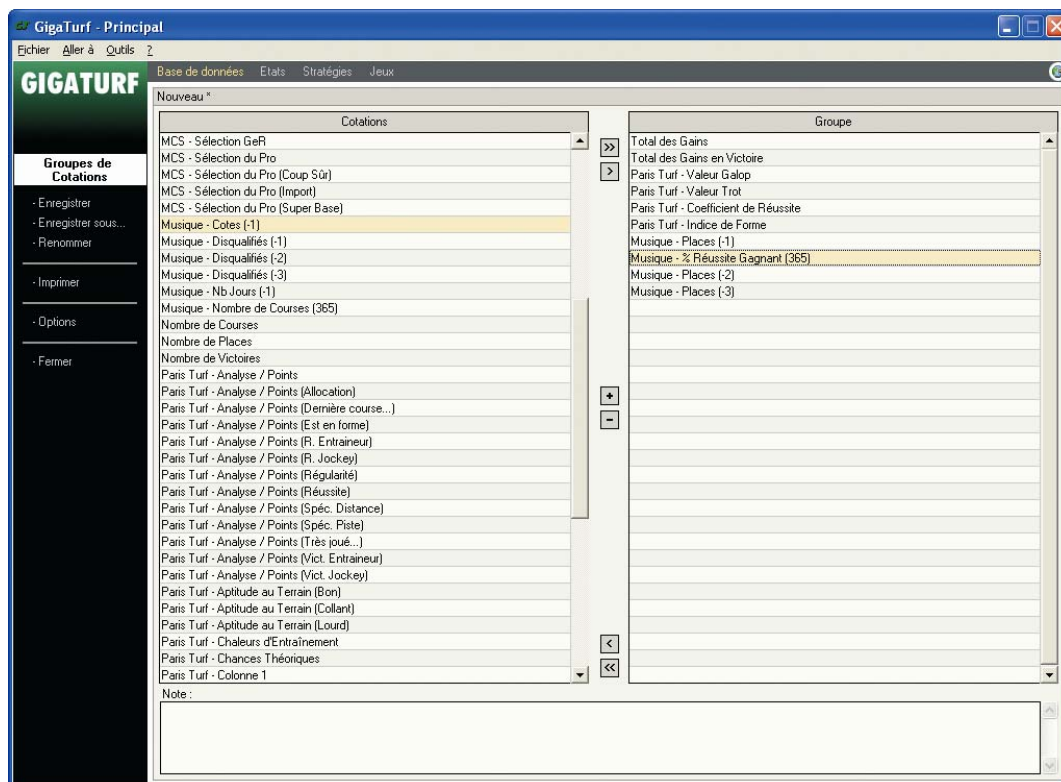 GigaTurf - Principal
Fichier Aller à Outils ?
GIGATURF
Base de données Etats Stratégies Jeux
Nouveau *
Groupes de
Cotations
- Enregistrer
- Enregistrer sous...
- Renommer
- Imprimer
- Options
- Fermer
Cotations
MCS - Sélection GeR
MCS - Sélection du Pro
MCS - Sélection du Pro (Coup Sûr)
MCS - Sélection du Pro (Import)
MCS - Sélection du Pro (Super Base)
Musique - Cotes (-1)
Musique - Disqualifiés (-1)
Musique - Disqualifiés (-2)
Musique - Disqualifiés (-3)
Musique - Nb Jours (-1)
Musique - Nombre de Courses (365)
Nombre de Courses
Nombre de Places
Nombre de Victoires
Paris Turf - Analyse / Points
Paris Turf - Analyse / Points (Allocation)
Paris Turf - Analyse / Points (Dernière course...)
Paris Turf - Analyse / Points (Est en forme)
Paris Turf - Analyse / Points (R. Entraineur)
Paris Turf - Analyse / Points (R. Jockey)
Paris Turf - Analyse / Points (Régularité)
Paris Turf - Analyse / Points (Réussite)
Paris Turf - Analyse / Points (Spéc. Distance)
Paris Turf - Analyse / Points (Spéc. Piste)
Paris Turf - Analyse / Points (Très joué...)
Paris Turf - Analyse / Points (Vict. Entraineur)
Paris Turf - Analyse / Points (Vict. Jockey)
Paris Turf - Aptitude au Terrain (Bon)
Paris Turf - Aptitude au Terrain (Collant)
Paris Turf - Aptitude au Terrain (Lourd)
Paris Turf - Chaleurs d'Entraînement
Paris Turf - Chances Théoriques
Paris Turf - Colonne 1
>>
>
+
-
<
<<
Groupe
Total des Gains
Total des Gains en Victoire
Paris Turf - Valeur Galop
Paris Turf - Valeur Trot
Paris Turf - Coefficient de Réussite
Paris Turf - Indice de Forme
Musique - Places (-1)
Musique - % Réussite Gagnant (365)
Musique - Places (-2)
Musique - Places (-3)
Note :